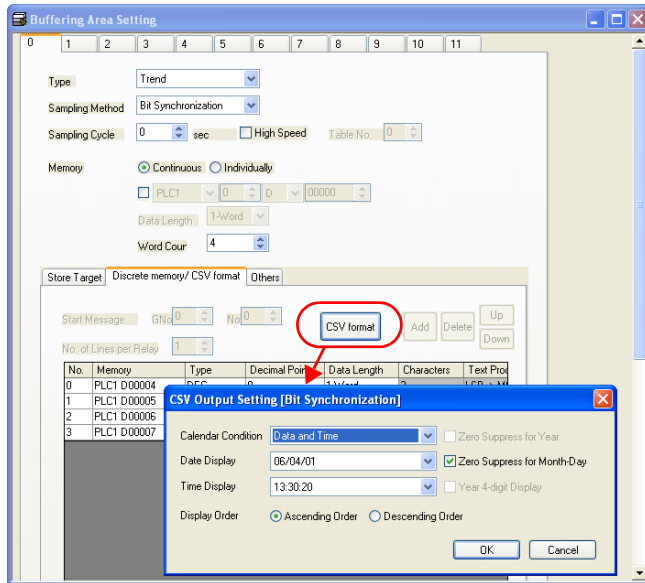 Buffering Area Setting
0 1 2 3 4 5 6 7 8 9 10 11
Type Trend
Sampling Method Bit Synchronization
Sampling Cycle 0 sec High Speed Table No. 0
Memory Continuous Individually
PLC1 0 D 00000
Data Length 1-Word
Word Cour 4
Store Target Discrete memory/ CSV format Others
Start Message GNo 0 No 0 CSV format Add Delete Up
Down
No. of Lines per Relay 1
No. Memory Type Decimal Point Data Length Characters Text Proc
0 PLC1 D00004
1 PLC1 D00005
2 PLC1 D00006
3 PLC1 D00007
CSV Output Setting [Bit Synchronization]
Calendar Condition Data and Time Zero Suppress for Year
Date Display 06/04/01 Zero Suppress for Month-Day
Time Display 13:30:20 Year 4-digit Display
Display Order Ascending Order Descending Order
OK Cancel